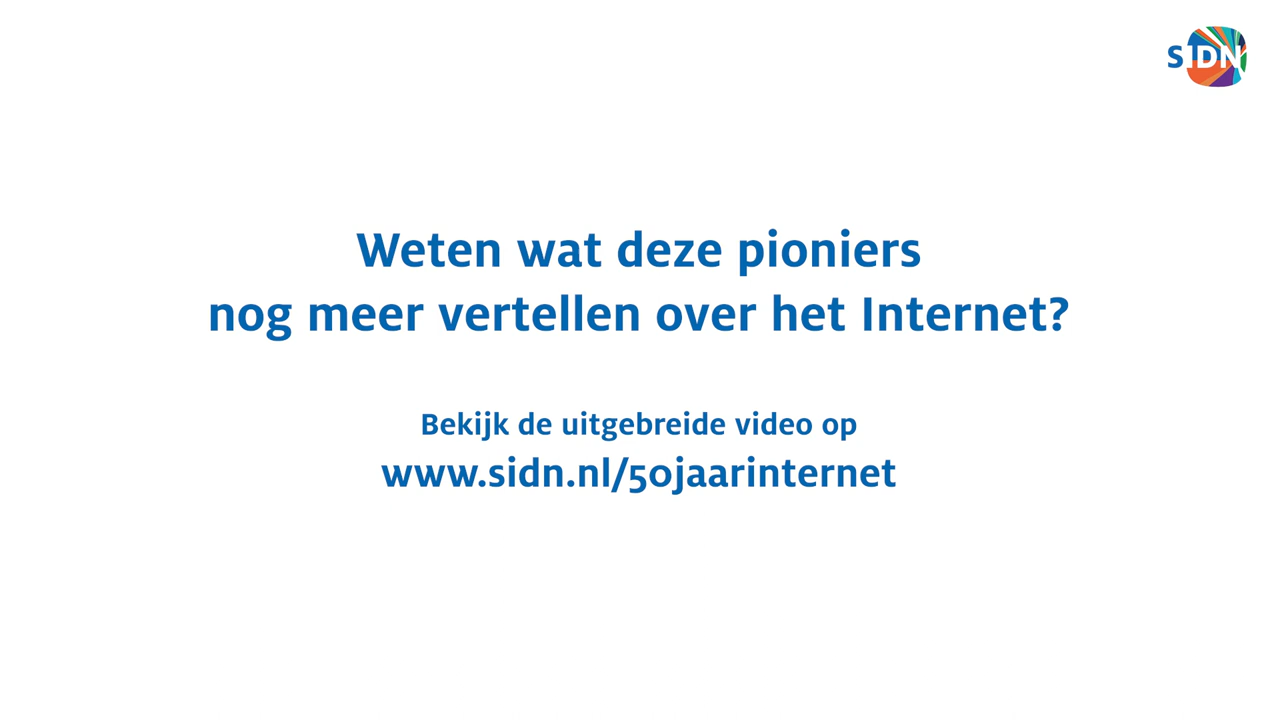 SIDN
Weten wat deze pioniers
nog meer vertellen over het Internet?
Bekijk de uitgebreide video op
www.sidn.nl/50jaarinternet